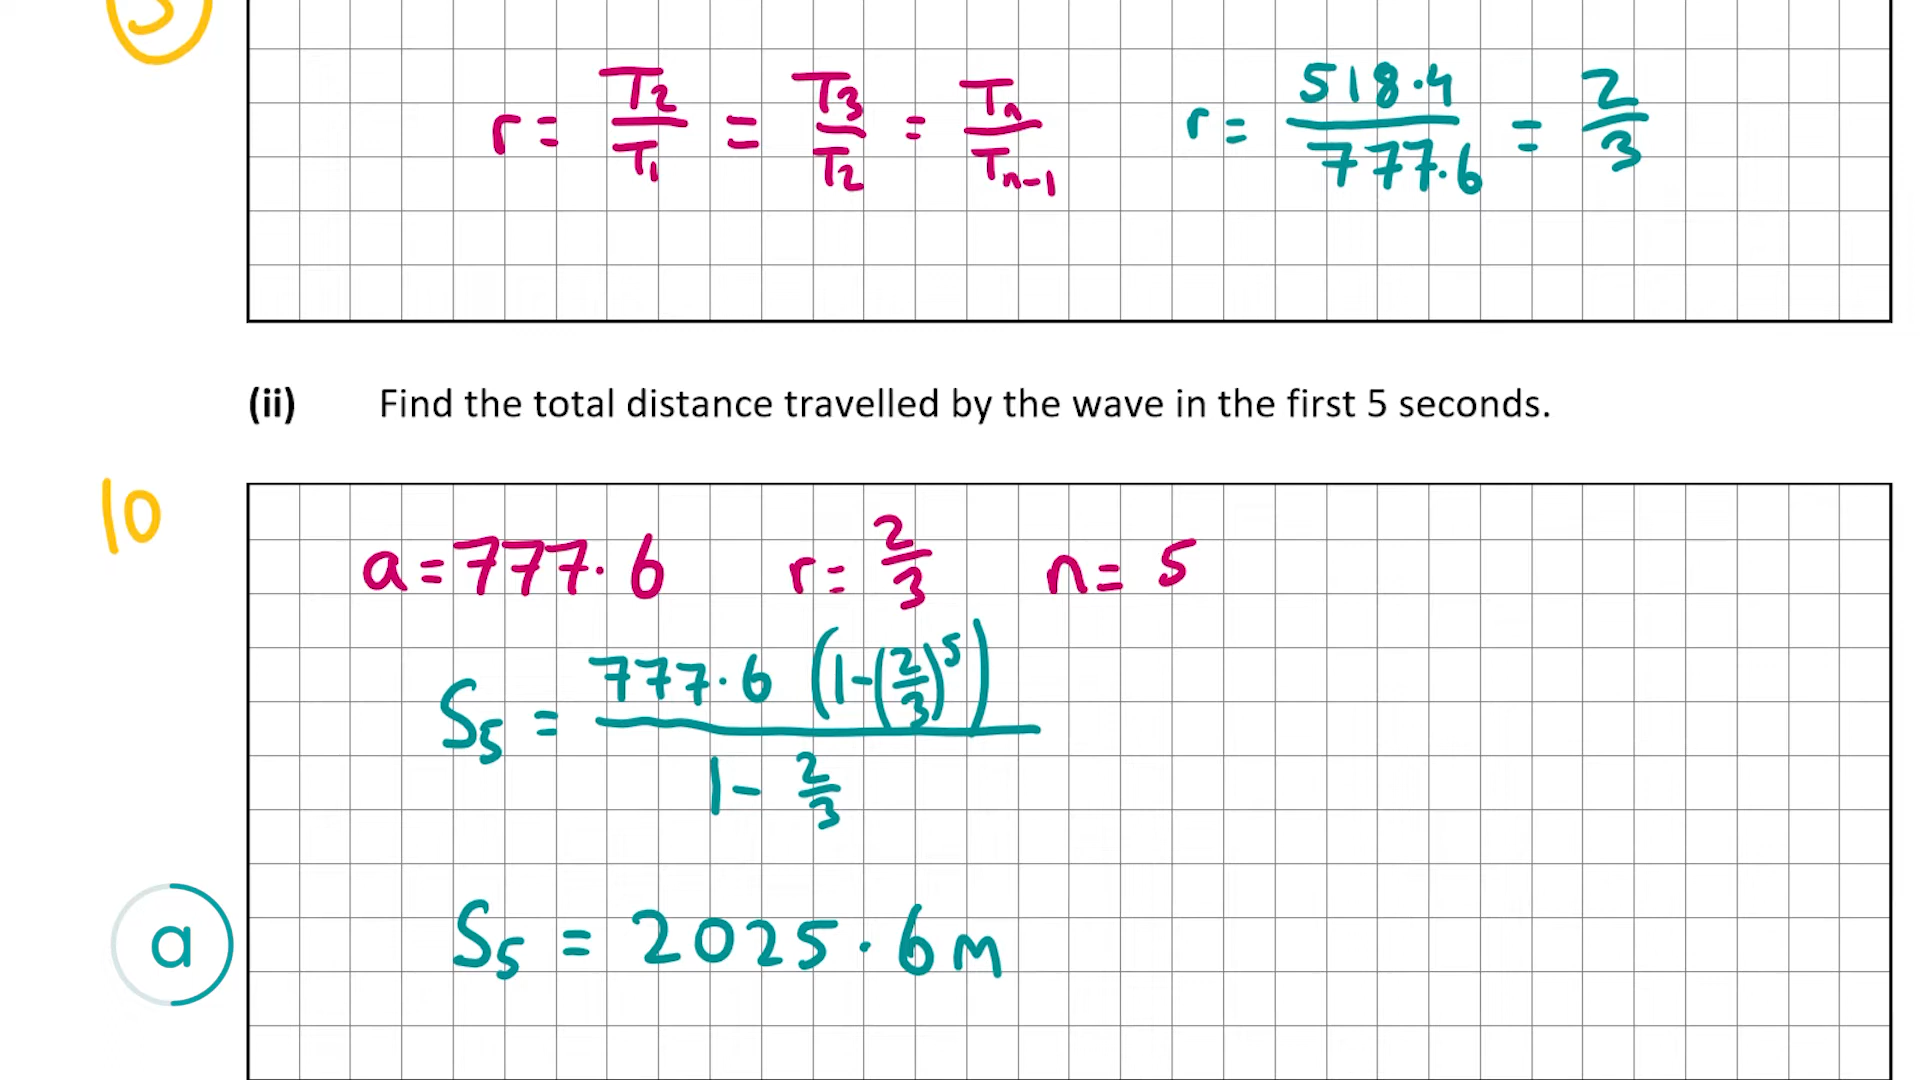 5
r = T₂/T₁ = T₃/T₂ = Tₙ/Tₙ₋₁ r = 518.4/777.6 = 2/3
(ii) Find the total distance travelled by the wave in the first 5 seconds.
10
a = 777.6 r = 2/3 n = 5
S₅ = 777.6 (1-(2/3)⁵) / 1 - 2/3
S₅ = 2025.6m
a